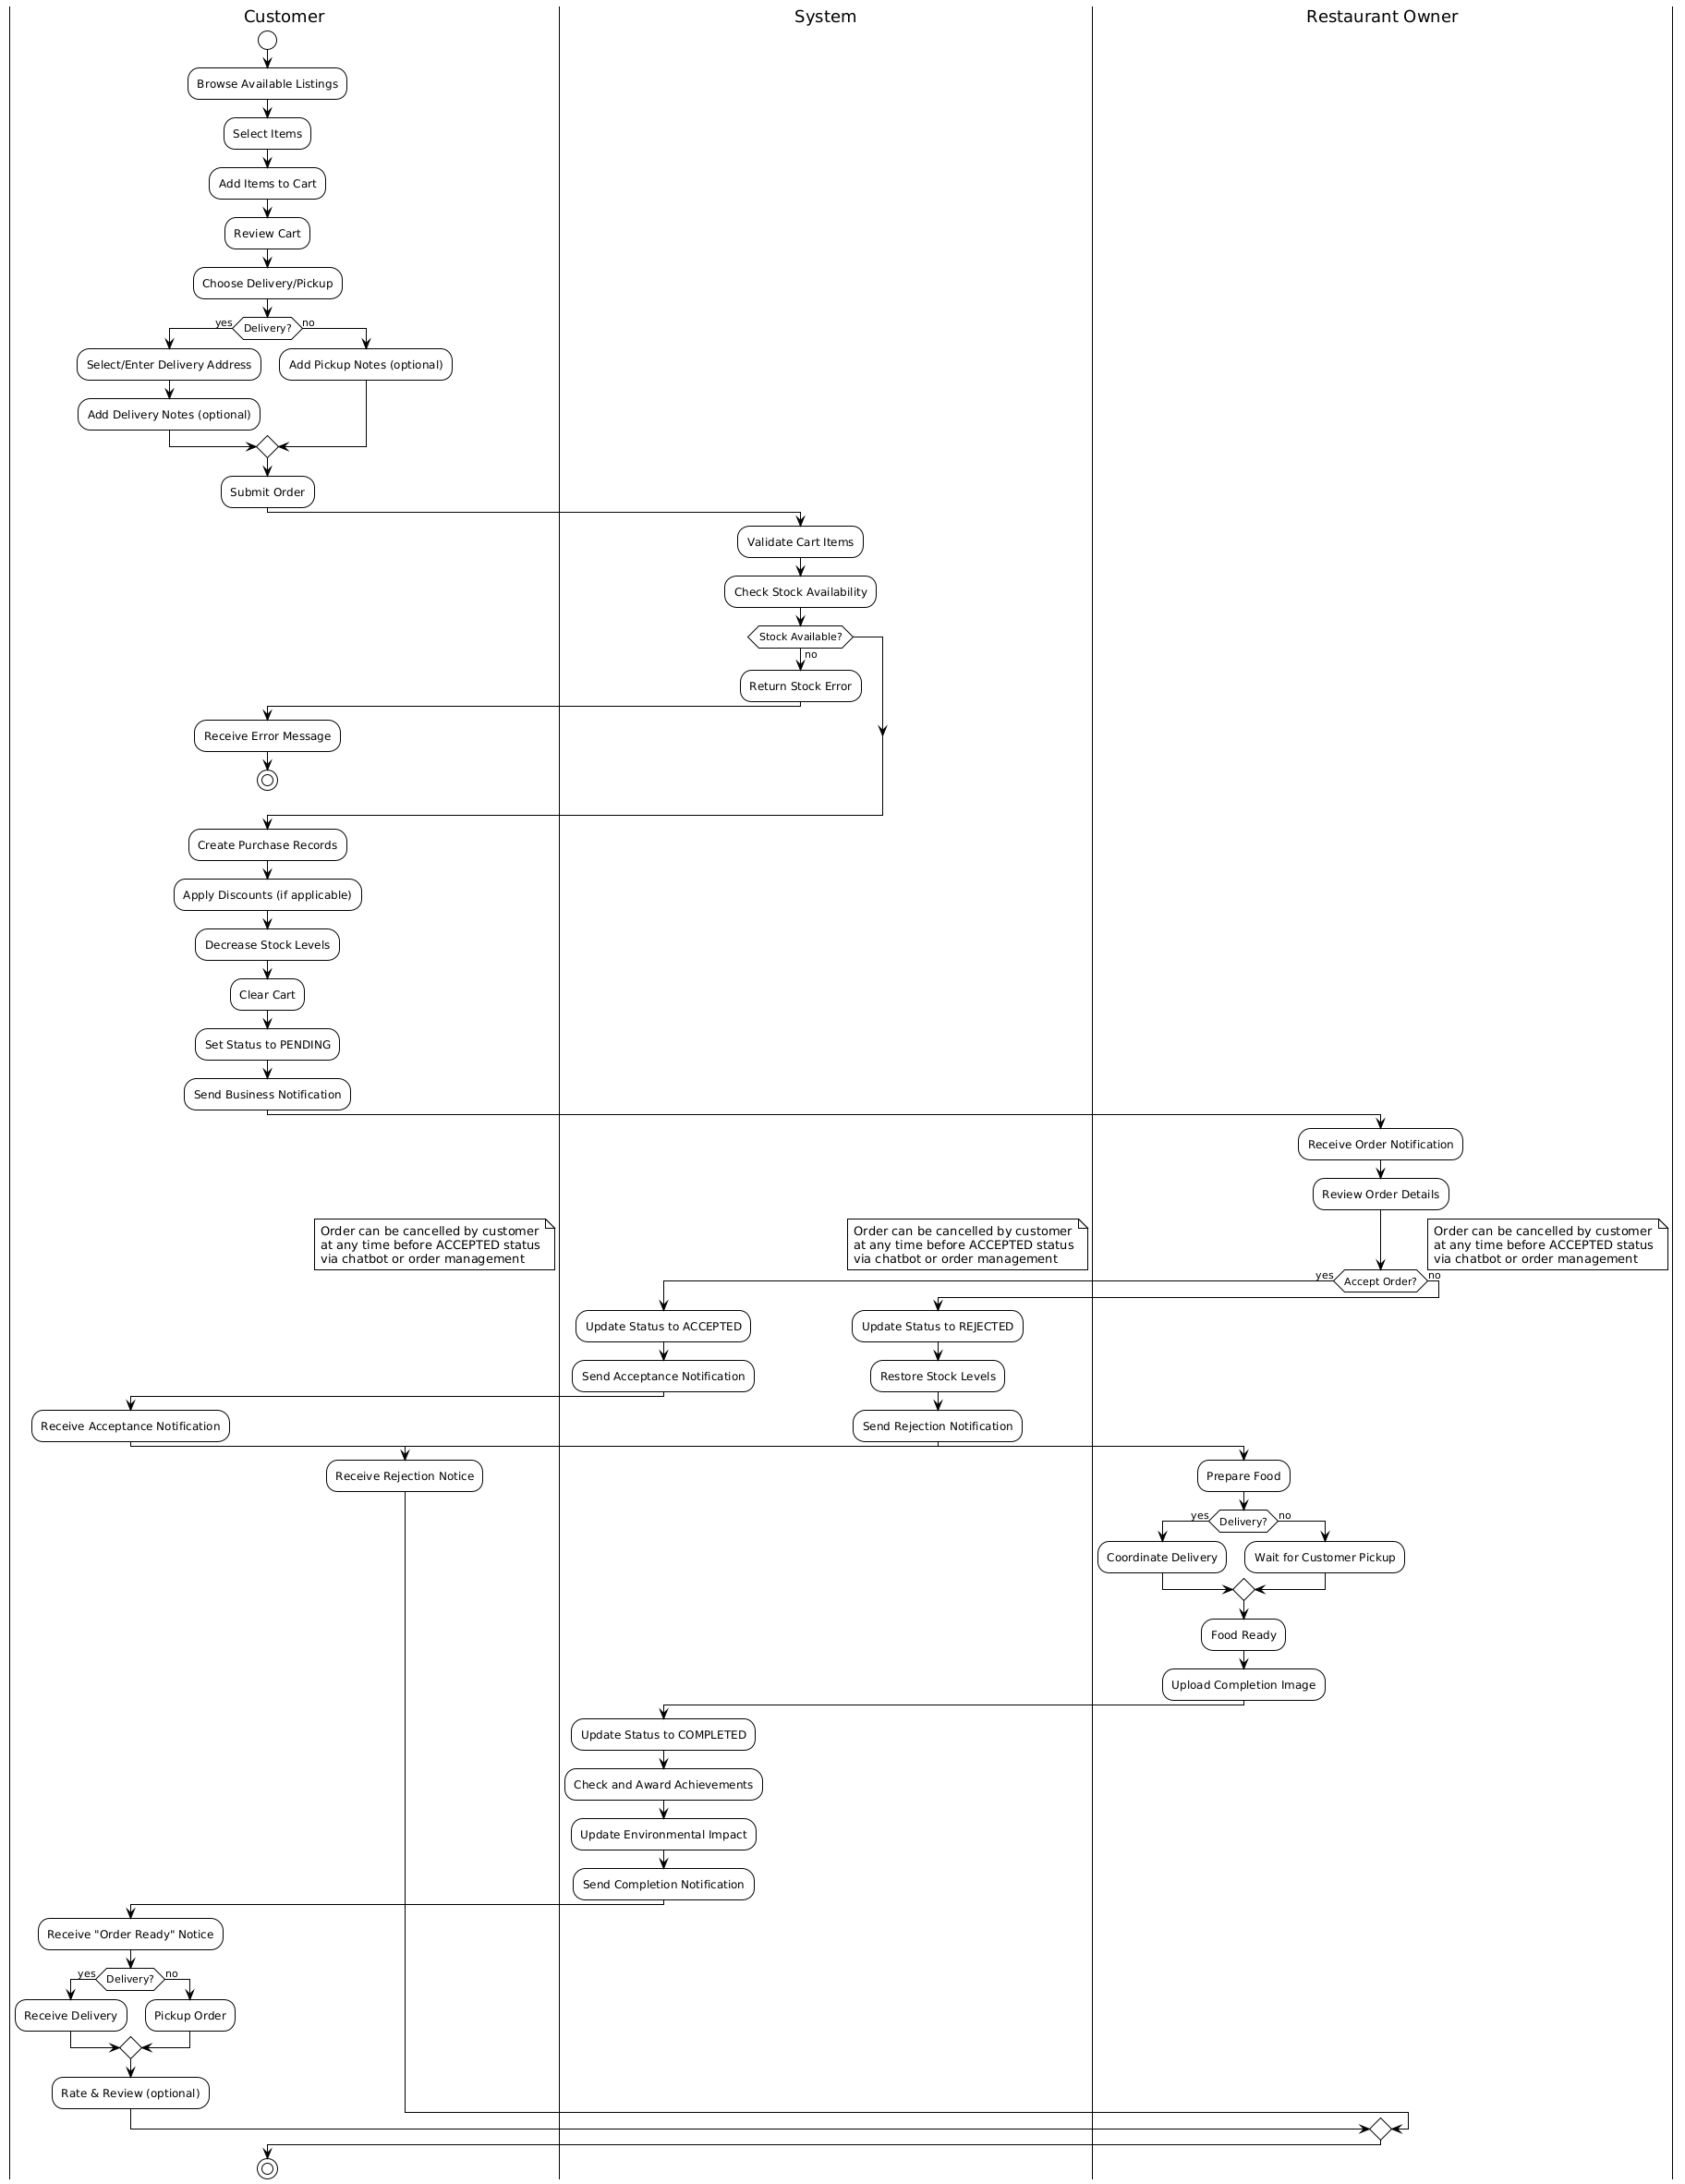 Customer
System
Restaurant Owner
Browse Available Listings
Select Items
Add Items to Cart
Review Cart
Choose Delivery/Pickup
yes
Delivery?
no
Select/Enter Delivery Address
Add Pickup Notes (optional)
Add Delivery Notes (optional)
Submit Order
Validate Cart Items
Check Stock Availability
Stock Available?
no
Return Stock Error
Receive Error Message
Create Purchase Records
Apply Discounts (if applicable)
Decrease Stock Levels
Clear Cart
Set Status to PENDING
Send Business Notification
Receive Order Notification
Review Order Details
Order can be cancelled by customer
at any time before ACCEPTED status
via chatbot or order management
Order can be cancelled by customer
at any time before ACCEPTED status
via chatbot or order management
Order can be cancelled by customer
at any time before ACCEPTED status
via chatbot or order management
yes
Accept Order?
no
Update Status to ACCEPTED
Update Status to REJECTED
Send Acceptance Notification
Restore Stock Levels
Receive Acceptance Notification
Send Rejection Notification
Receive Rejection Notice
Prepare Food
yes
Delivery?
no
Coordinate Delivery
Wait for Customer Pickup
Food Ready
Upload Completion Image
Update Status to COMPLETED
Check and Award Achievements
Update Environmental Impact
Send Completion Notification
Receive "Order Ready" Notice
yes
Delivery?
no
Receive Delivery
Pickup Order
Rate & Review (optional)